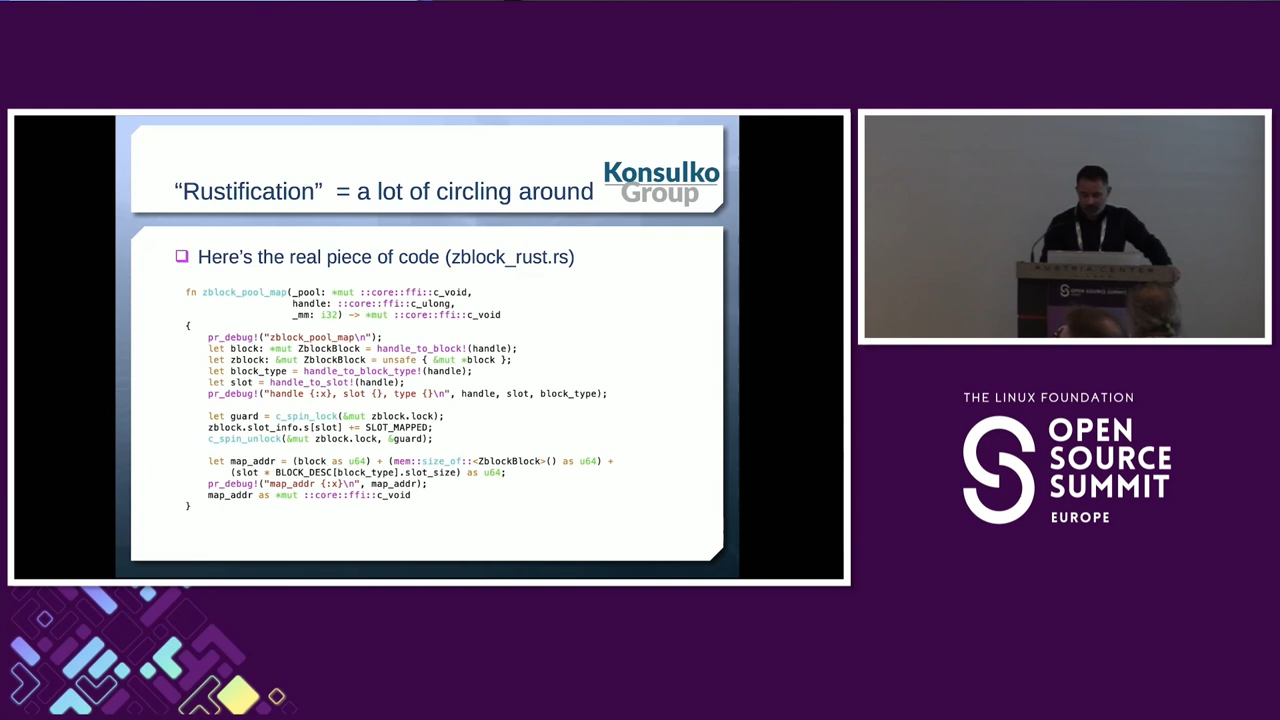 “Rustification” = a lot of circling around
Konsulko
Group
Here’s the real piece of code (zblock_rust.rs)
fn zblock_pool_map(_pool: *mut ::core::ffi::c_void,
handle: ::core::ffi::c_ulong,
_mm: i32) -> *mut ::core::ffi::c_void
{
pr_debug!("zblock_pool_map\n");
let block: *mut ZblockBlock = handle_to_block!(handle);
let zblock: &mut ZblockBlock = unsafe { &mut *block };
let block_type = handle_to_block_type!(handle);
let slot = handle_to_slot!(handle);
pr_debug!("handle {:x}, slot {}, type {}\n", handle, slot, block_type);
let guard = c_spin_lock(&mut zblock.lock);
zblock.slot_info.s[slot] += SLOT_MAPPED;
c_spin_unlock(&mut zblock.lock, &guard);
let map_addr = (block as u64) + (mem::size_of::<ZblockBlock>() as u64) +
(slot * BLOCK_DESC[block_type].slot_size) as u64;
pr_debug!("map_addr {:x}\n", map_addr);
map_addr as *mut ::core::ffi::c_void
}
AUSTRIA CENTER
OPEN SOURCE SUMMIT
THE LINUX FOUNDATION
OPEN
SOURCE
SUMMIT
EUROPE